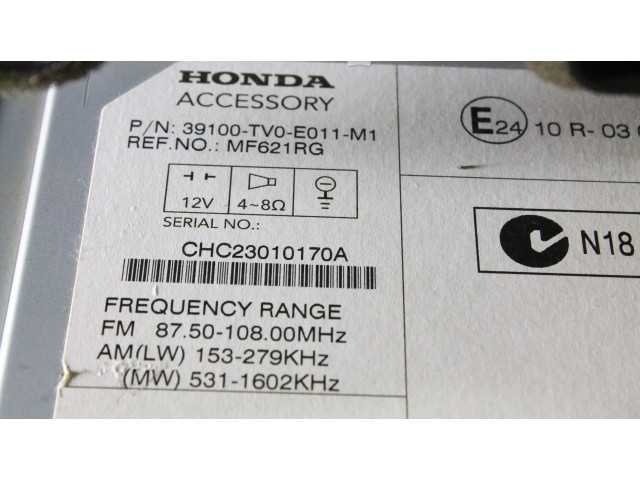 HONDA
ACCESSORY
P/N: 39100-TV0-E011-M1
REF.NO.: MF621RG
12V 4~8Ω
SERIAL NO.:
CHC23010170A
FREQUENCY RANGE
FM 87.50-108.00MHz
AM(LW) 153-279KHz
(MW) 531-1602KHz
E24 10 R- 03
N18